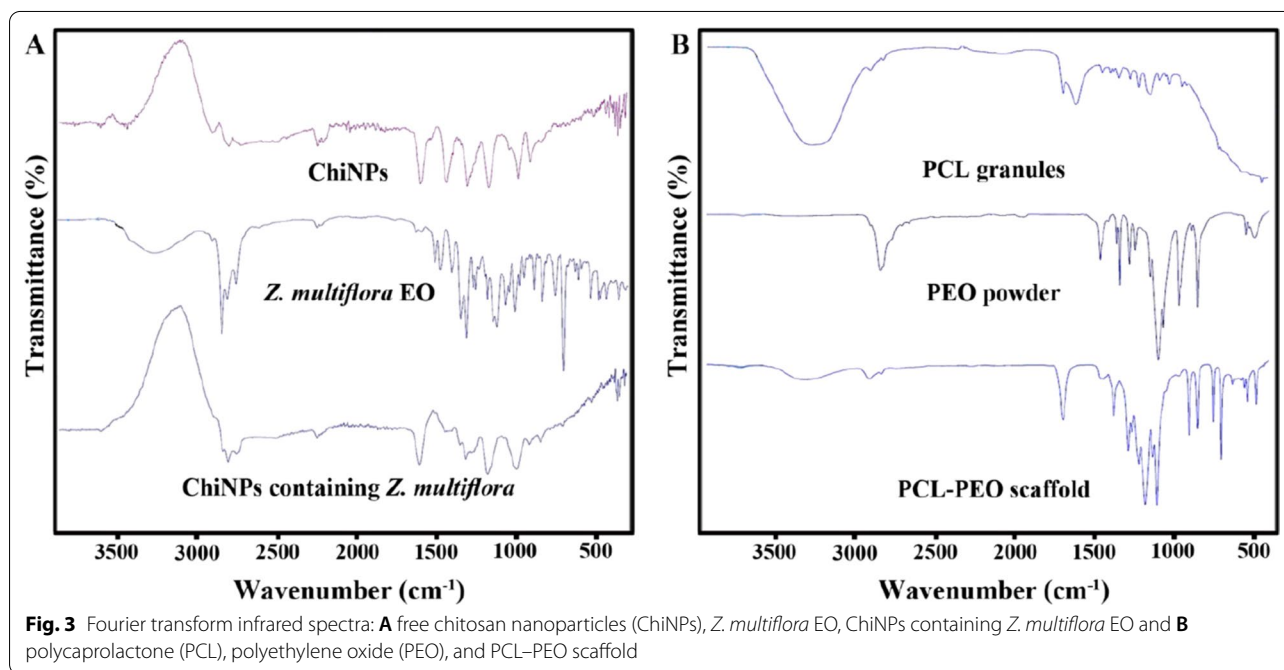 A
Transmittance (%)
ChiNPs
Z. multiflora EO
ChiNPs containing Z. multiflora
3500 3000 2500 2000 1500 1000 500
Wavenumber (cm-1)
B
Transmittance (%)
PCL granules
PEO powder
PCL-PEO scaffold
3500 3000 2500 2000 1500 1000 500
Wavenumber (cm-1)
Fig. 3 Fourier transform infrared spectra: A free chitosan nanoparticles (ChiNPs), Z. multiflora EO, ChiNPs containing Z. multiflora EO and B
polycaprolactone (PCL), polyethylene oxide (PEO), and PCL–PEO scaffold